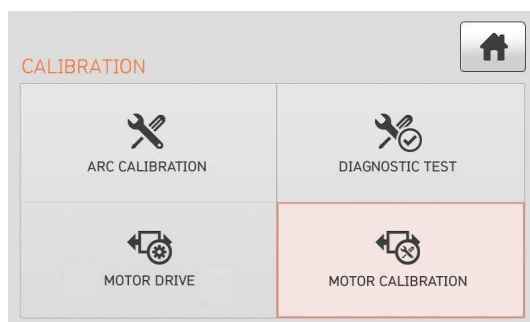 CALIBRATION
ARC CALIBRATION
DIAGNOSTIC TEST
MOTOR DRIVE
MOTOR CALIBRATION